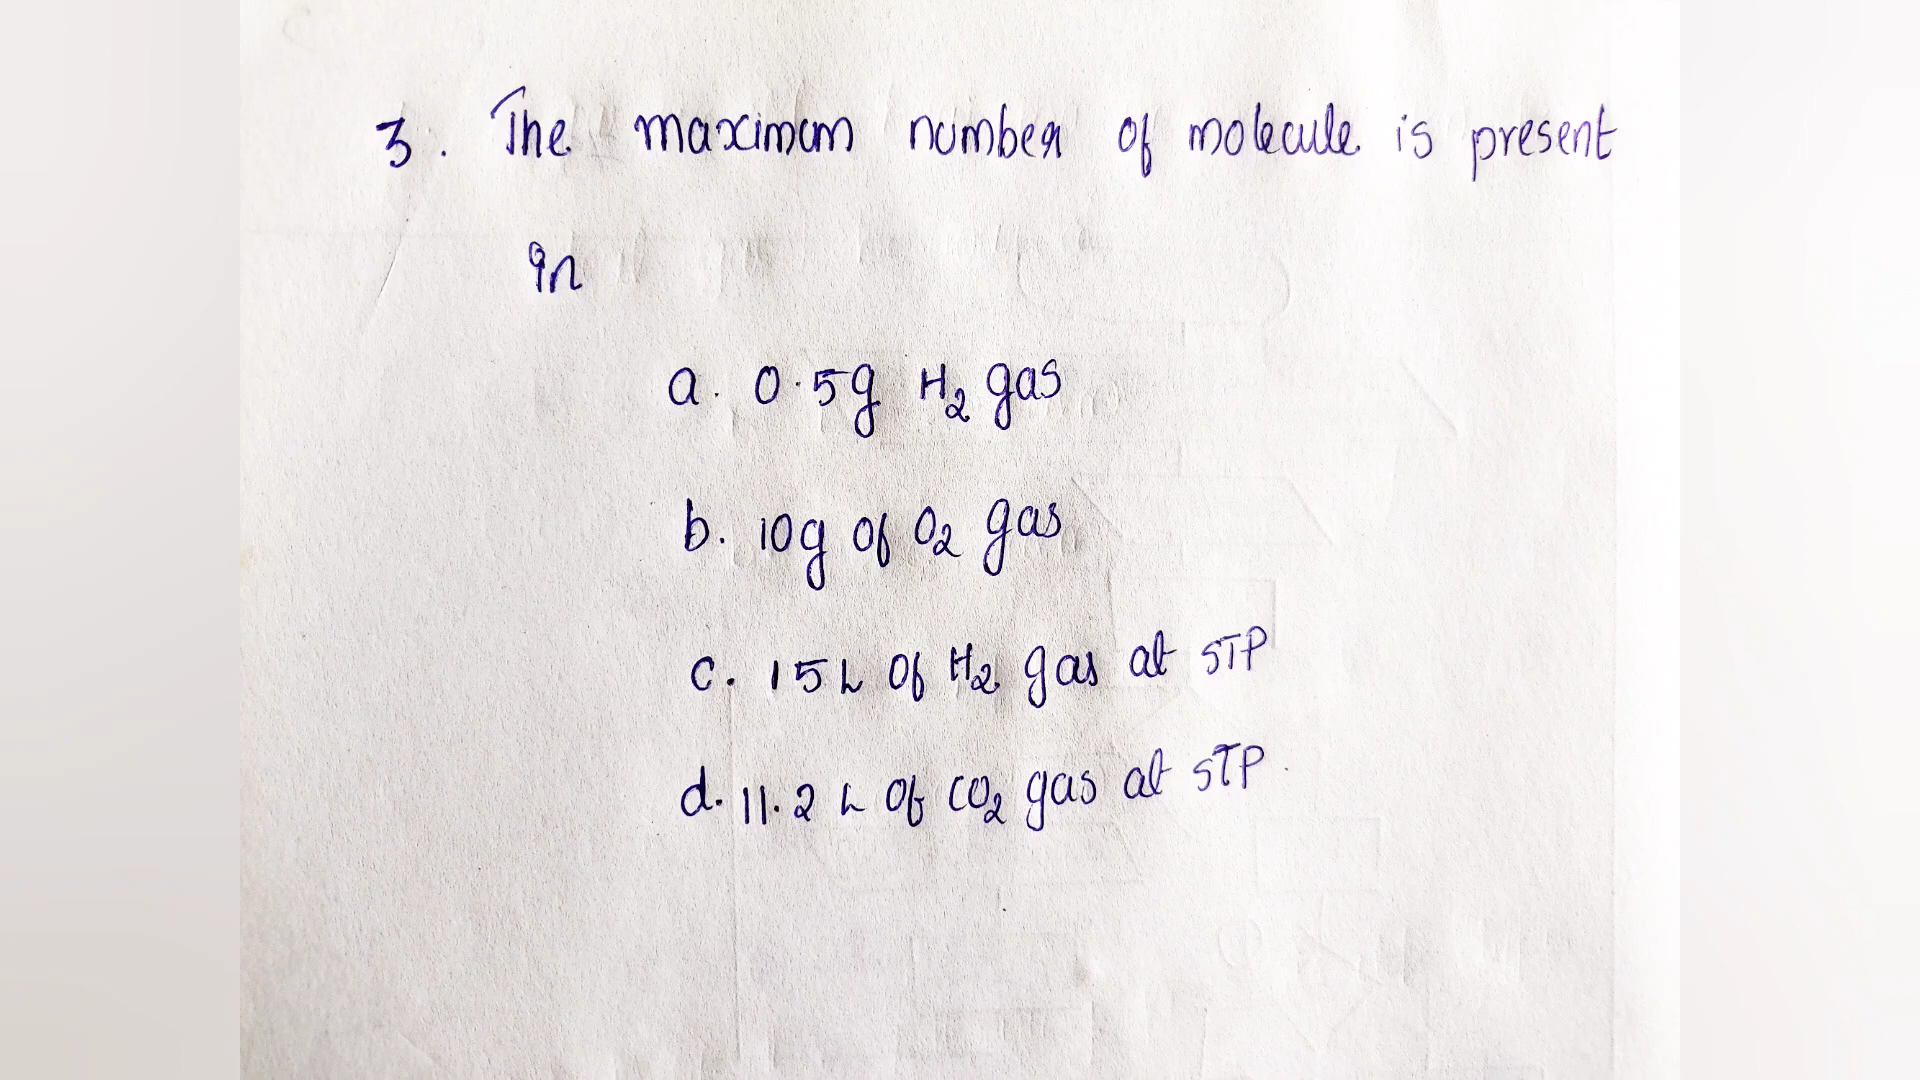 3. The maximum number of molecule is present
in
a. 0.5g H₂ gas
b. 10g of O₂ gas
c. 15L of H₂ gas at STP
d. 11.2 L of CO₂ gas at STP.